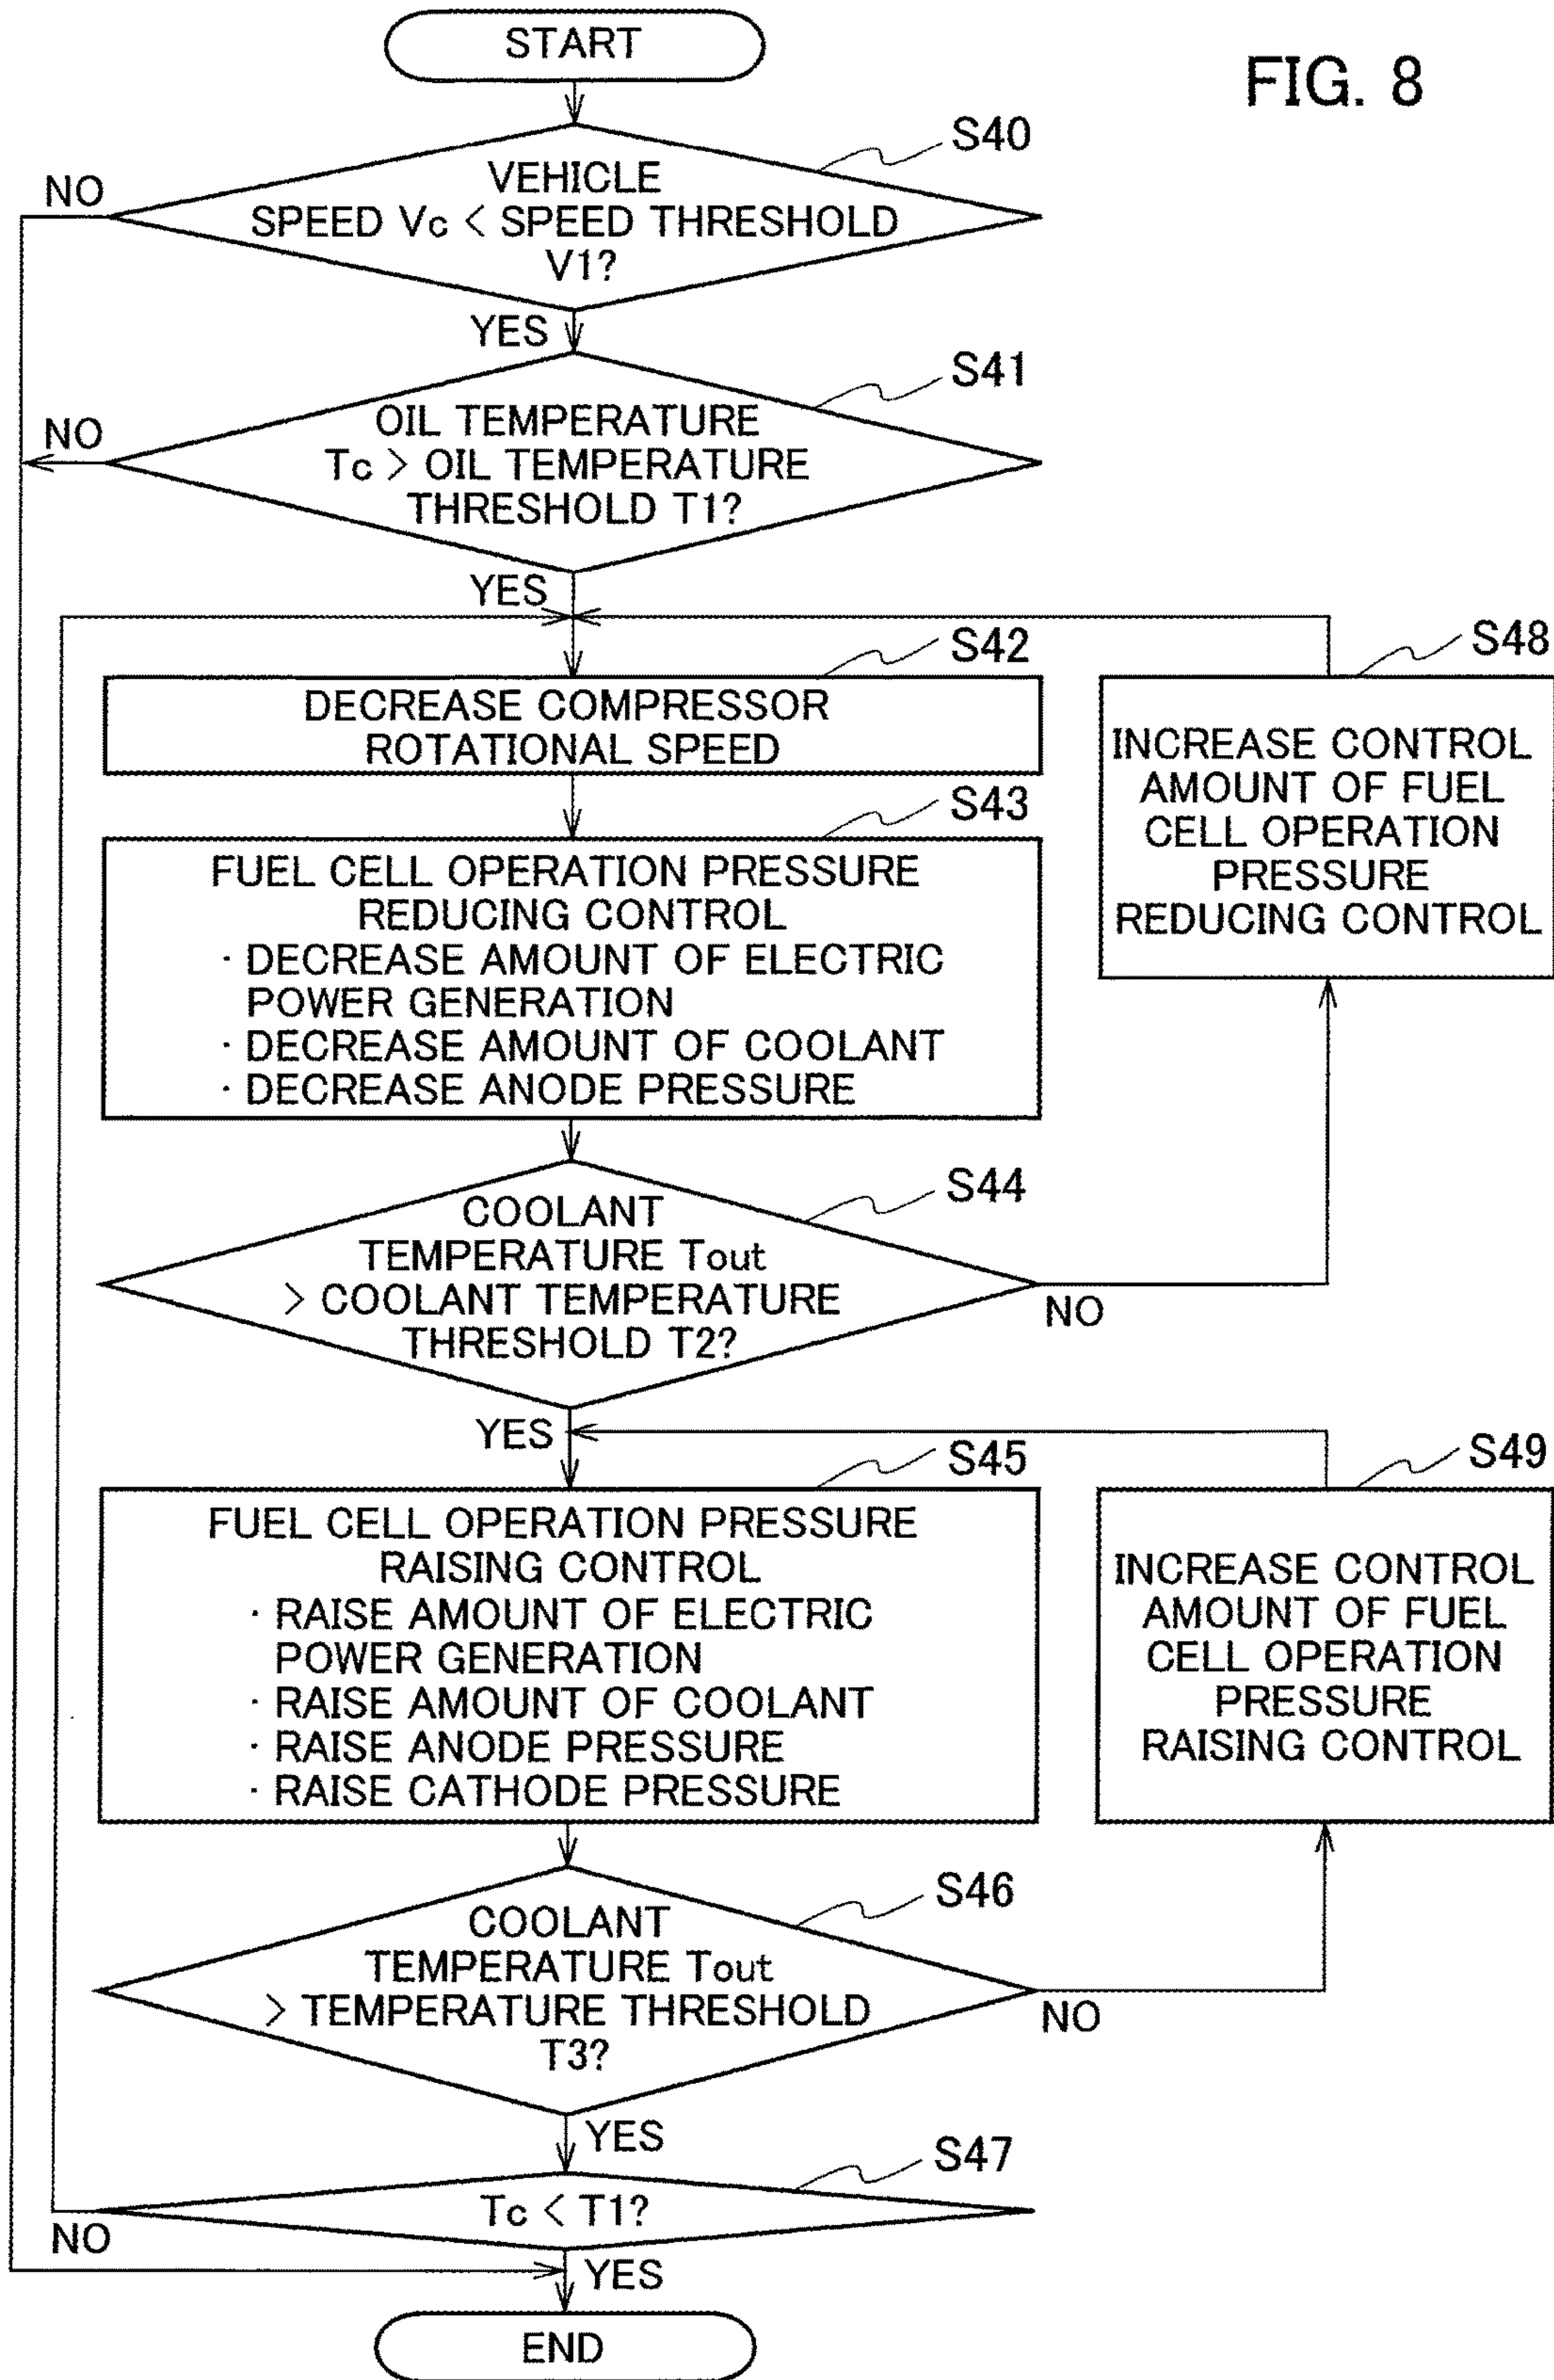 START
FIG. 8
S40
NO
VEHICLE
SPEED Vc < SPEED THRESHOLD
V1?
YES
S41
NO
OIL TEMPERATURE
Tc > OIL TEMPERATURE
THRESHOLD T1?
YES
S42
DECREASE COMPRESSOR
ROTATIONAL SPEED
S48
INCREASE CONTROL
AMOUNT OF FUEL
CELL OPERATION
PRESSURE
REDUCING CONTROL
S43
FUEL CELL OPERATION PRESSURE
REDUCING CONTROL
· DECREASE AMOUNT OF ELECTRIC
POWER GENERATION
· DECREASE AMOUNT OF COOLANT
· DECREASE ANODE PRESSURE
S44
COOLANT
TEMPERATURE Tout
> COOLANT TEMPERATURE
THRESHOLD T2?
NO
YES
S45
FUEL CELL OPERATION PRESSURE
RAISING CONTROL
· RAISE AMOUNT OF ELECTRIC
POWER GENERATION
· RAISE AMOUNT OF COOLANT
· RAISE ANODE PRESSURE
· RAISE CATHODE PRESSURE
S49
INCREASE CONTROL
AMOUNT OF FUEL
CELL OPERATION
PRESSURE
RAISING CONTROL
S46
COOLANT
TEMPERATURE Tout
> TEMPERATURE THRESHOLD
T3?
NO
YES
S47
Tc < T1?
NO
YES
END